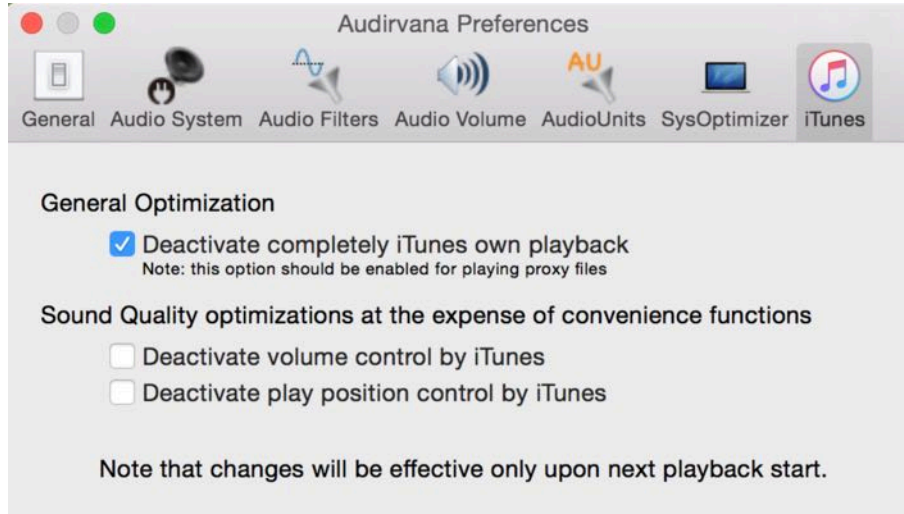 Audirvana Preferences
AU
General Audio System Audio Filters Audio Volume AudioUnits SysOptimizer iTunes
General Optimization
Deactivate completely iTunes own playback
Note: this option should be enabled for playing proxy files
Sound Quality optimizations at the expense of convenience functions
Deactivate volume control by iTunes
Deactivate play position control by iTunes
Note that changes will be effective only upon next playback start.